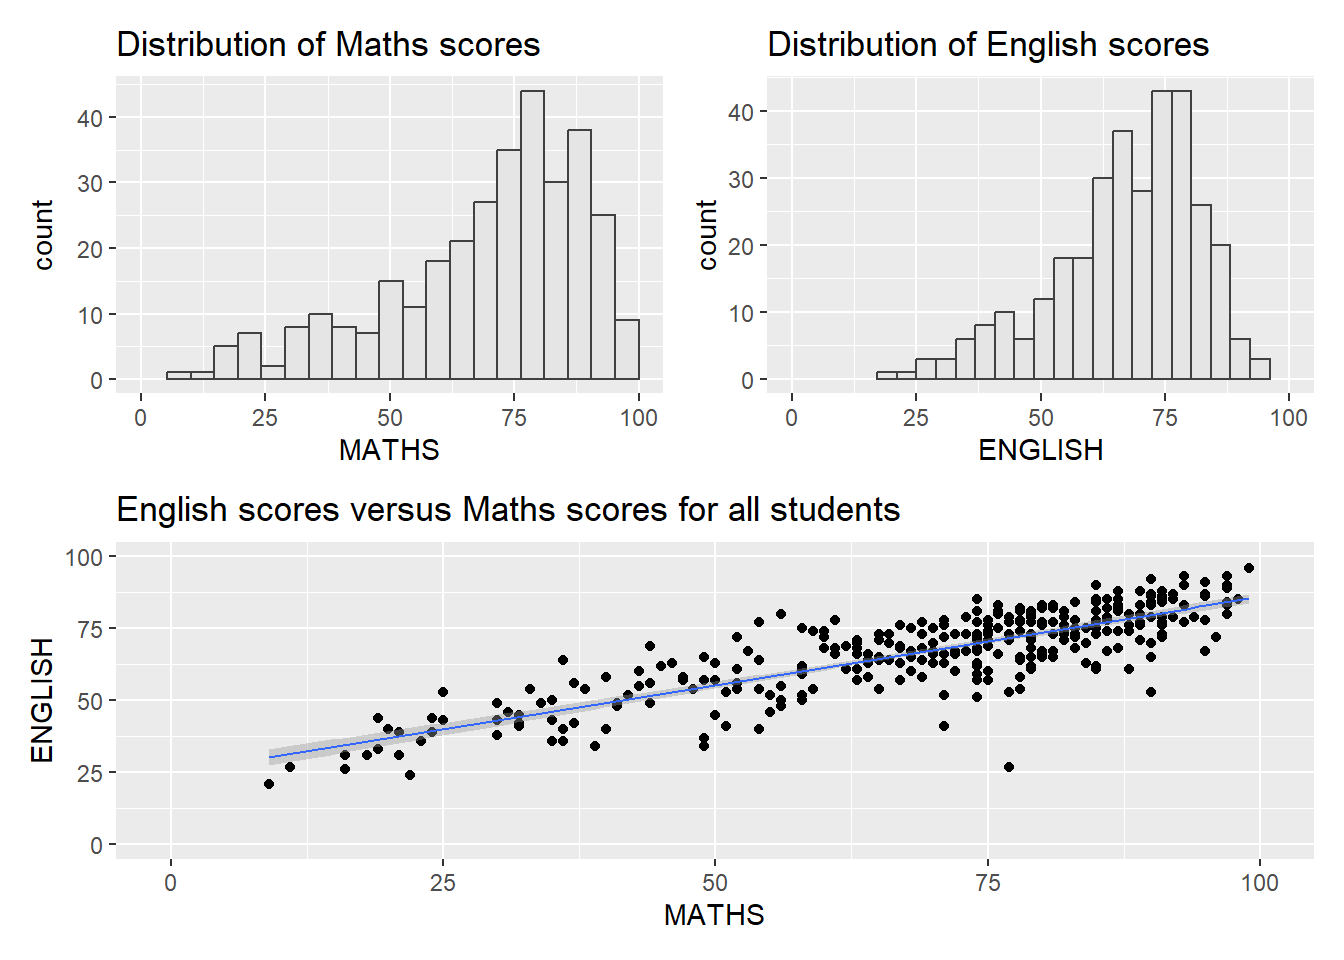 Distribution of Maths scores
40
30
20
10
0
count
0 25 50 75 100
MATHS
Distribution of English scores
40
30
20
10
0
count
0 25 50 75 100
ENGLISH
English scores versus Maths scores for all students
100
75
50
25
0
ENGLISH
0 25 50 75 100
MATHS